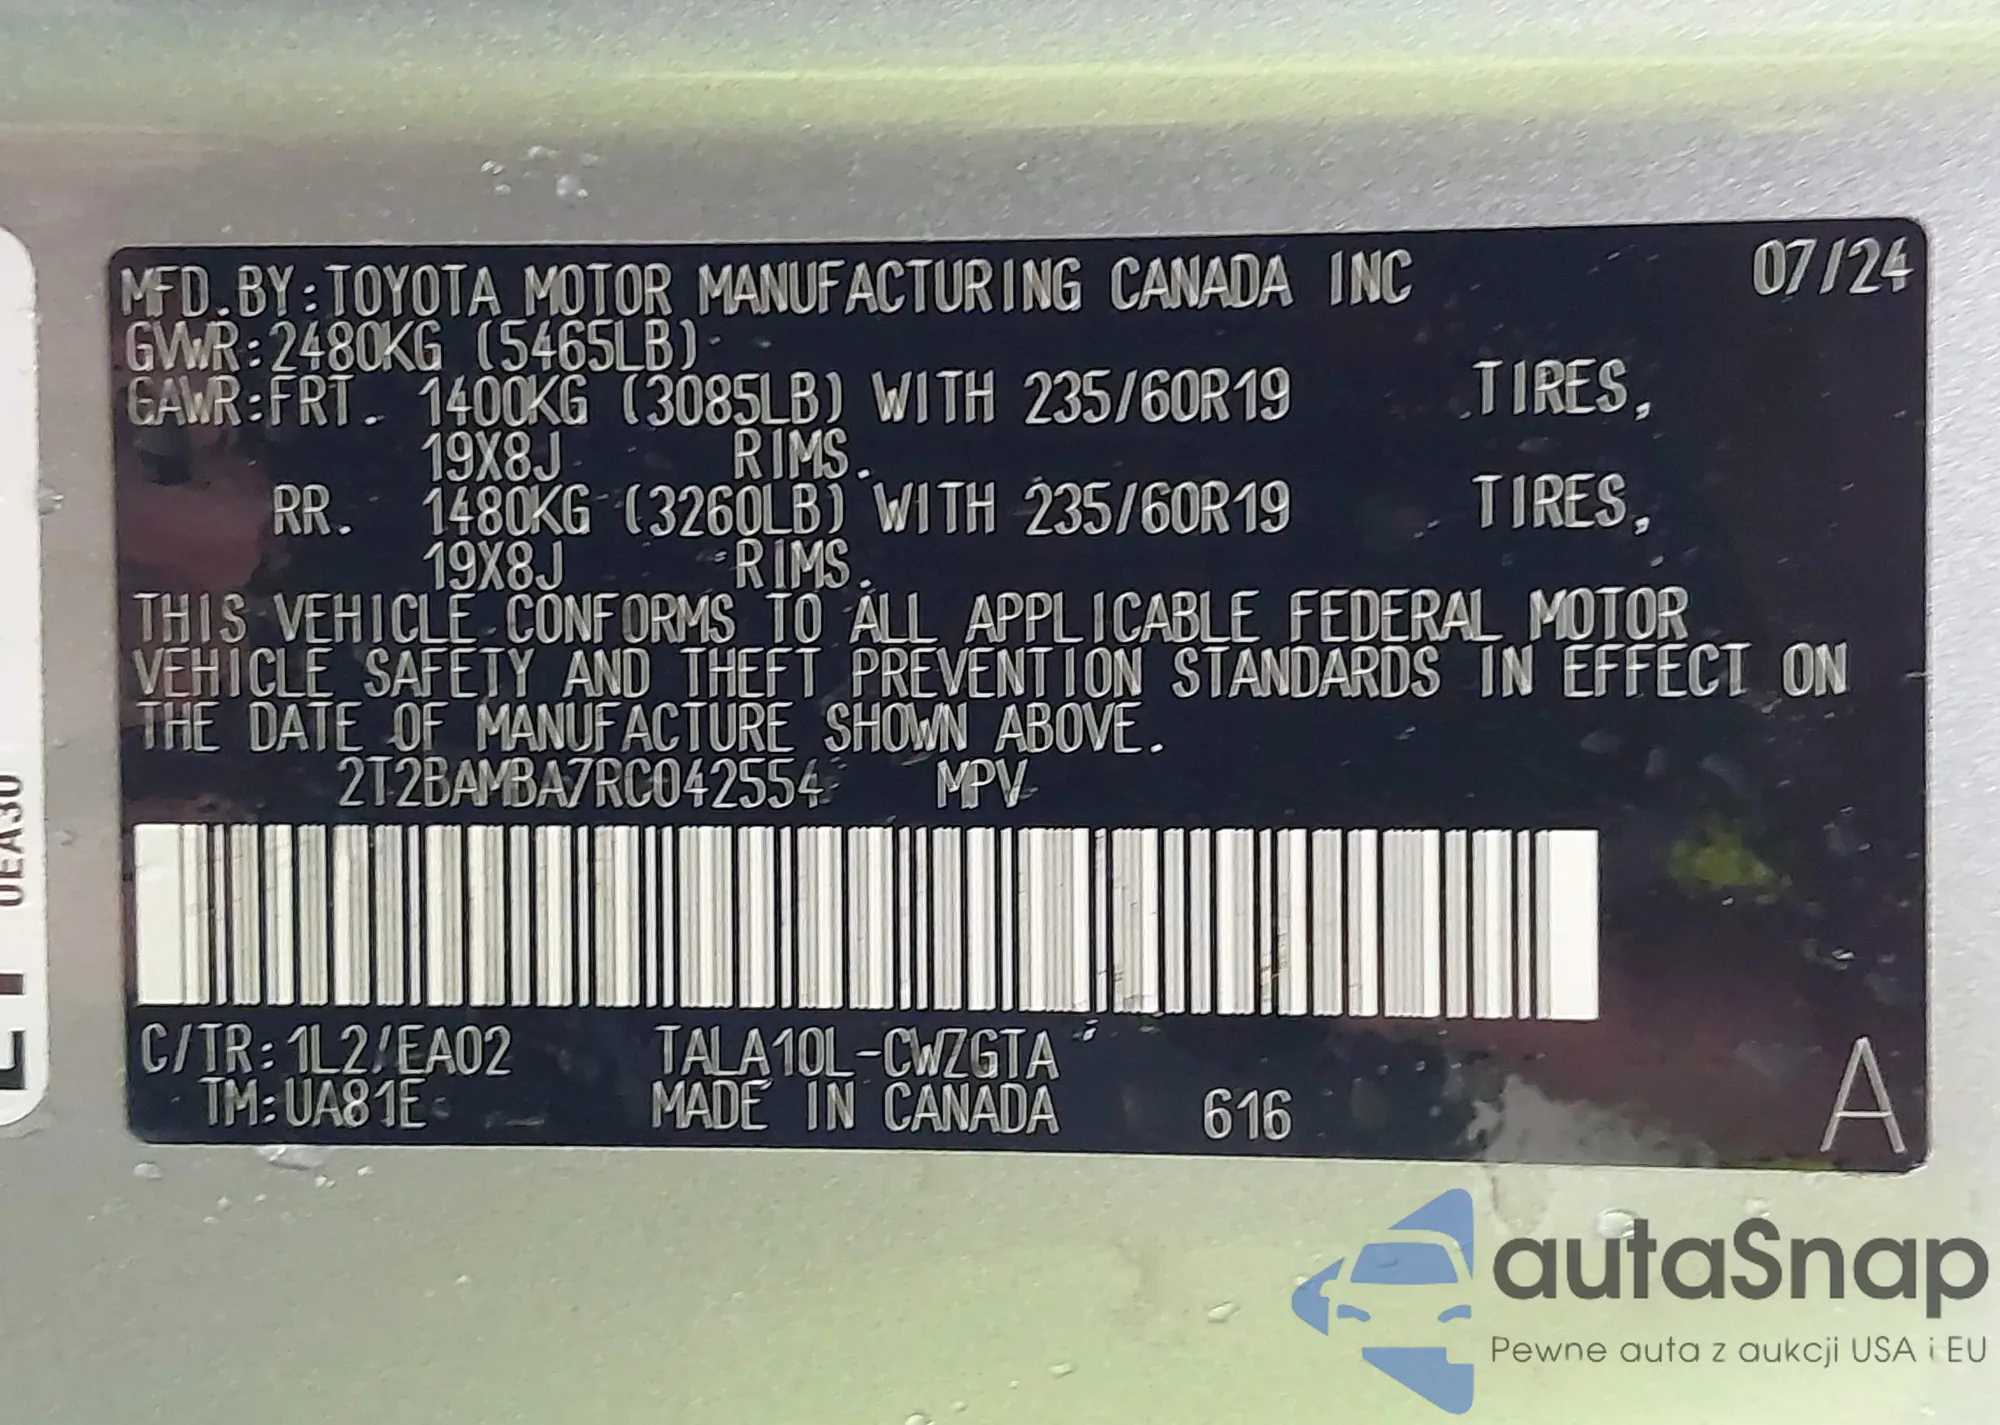 MFD.BY:TOYOTA MOTOR MANUFACTURING CANADA INC 07/24
GVWR:2480KG (5465LB)
GAWR:FRT. 1400KG (3085LB) WITH 235/60R19 TIRES,
19X8J RIMS.
RR. 1480KG (3260LB) WITH 235/60R19 TIRES,
19X8J RIMS.
THIS VEHICLE CONFORMS TO ALL APPLICABLE FEDERAL MOTOR
VEHICLE SAFETY AND THEFT PREVENTION STANDARDS IN EFFECT ON
THE DATE OF MANUFACTURE SHOWN ABOVE.
2T2BAMBA7RC042554 MPV
C/TR:1L2/EA02 TALA10L-CWZGTA
TM:UA81E MADE IN CANADA 616 A
0EA30
autaSnap
Pewne auta z aukcji USA i EU